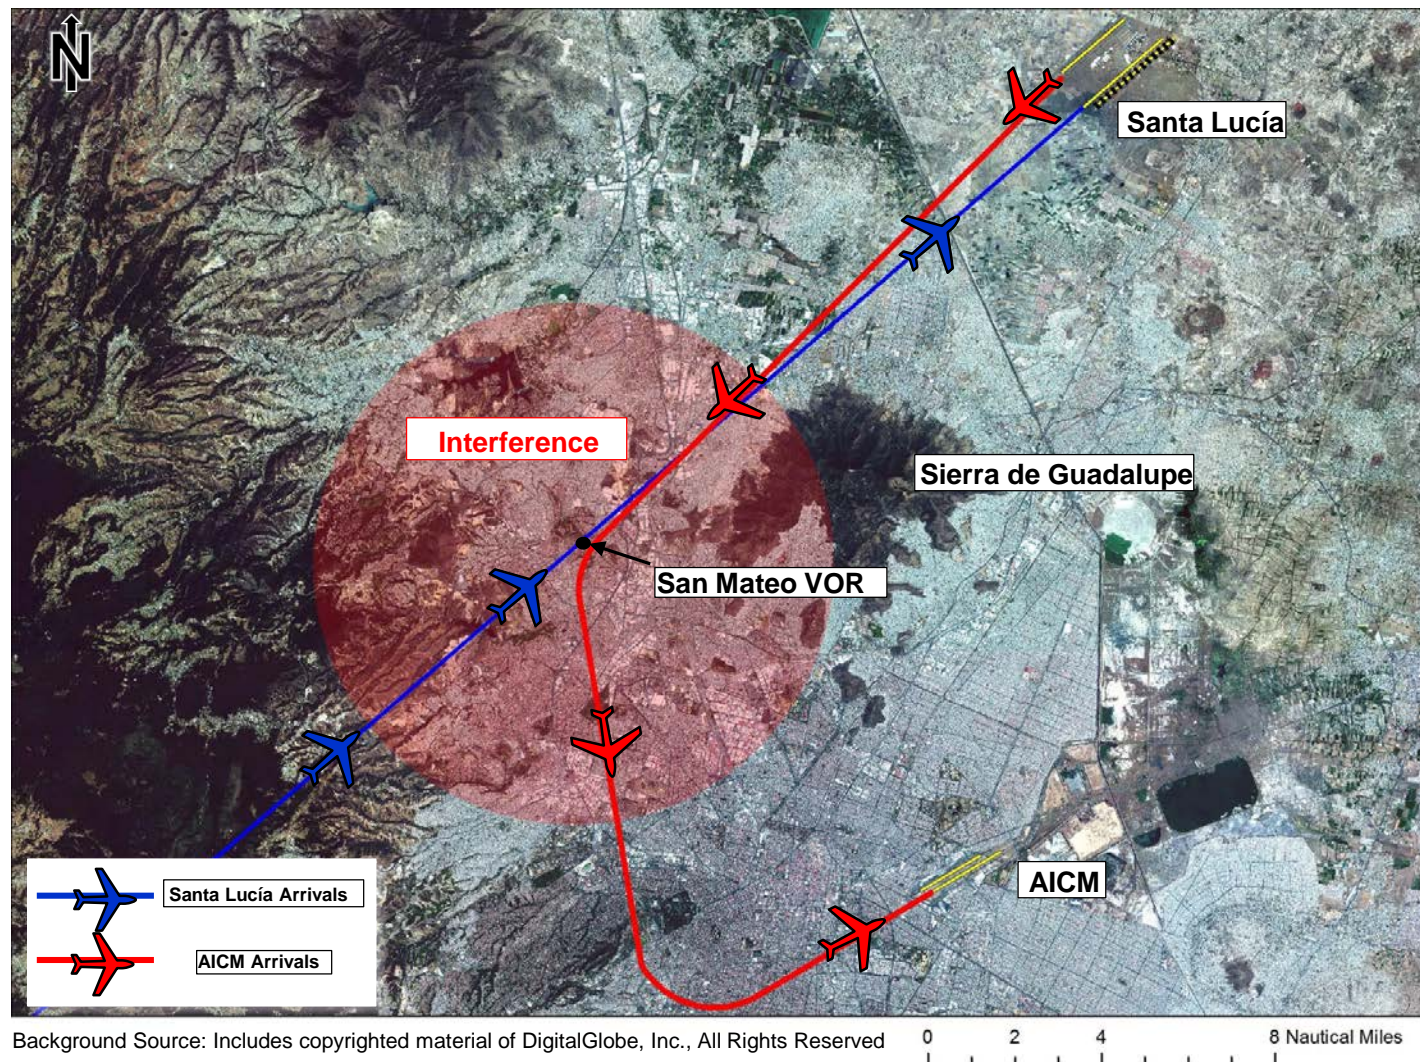 N
Santa Lucía
Interference
Sierra de Guadalupe
San Mateo VOR
AICM
Santa Lucía Arrivals
AICM Arrivals
Background Source: Includes copyrighted material of DigitalGlobe, Inc., All Rights Reserved
0 2 4 8 Nautical Miles